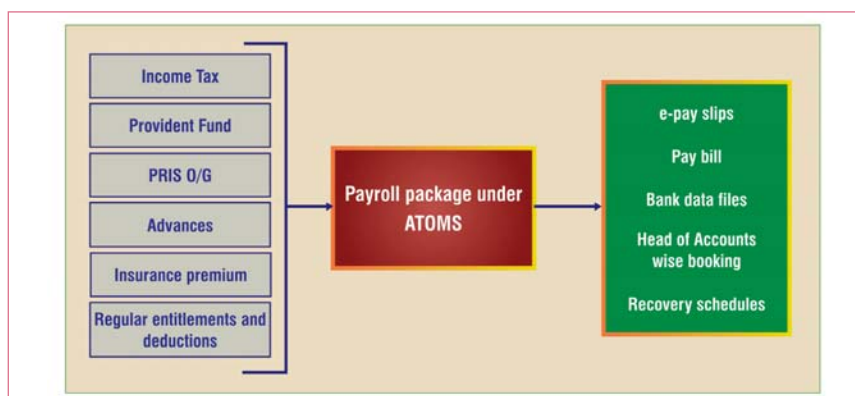 Income Tax
Provident Fund
PRIS O/G
Advances
Insurance premium
Regular entitlements and
deductions
Payroll package under
ATOMS
e-pay slips
Pay bill
Bank data files
Head of Accounts
wise booking
Recovery schedules